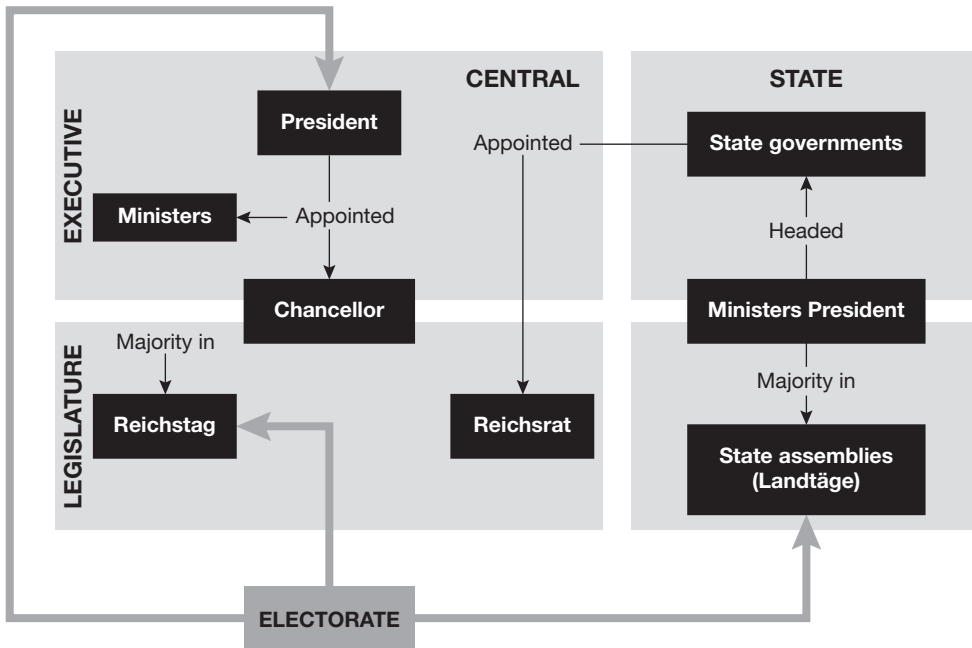 CENTRAL
STATE
EXECUTIVE
President
Appointed
State governments
Ministers
Appointed
Headed
Chancellor
Ministers President
LEGISLATURE
Majority in
Majority in
Reichstag
Reichsrat
State assemblies
(Landtäge)
ELECTORATE